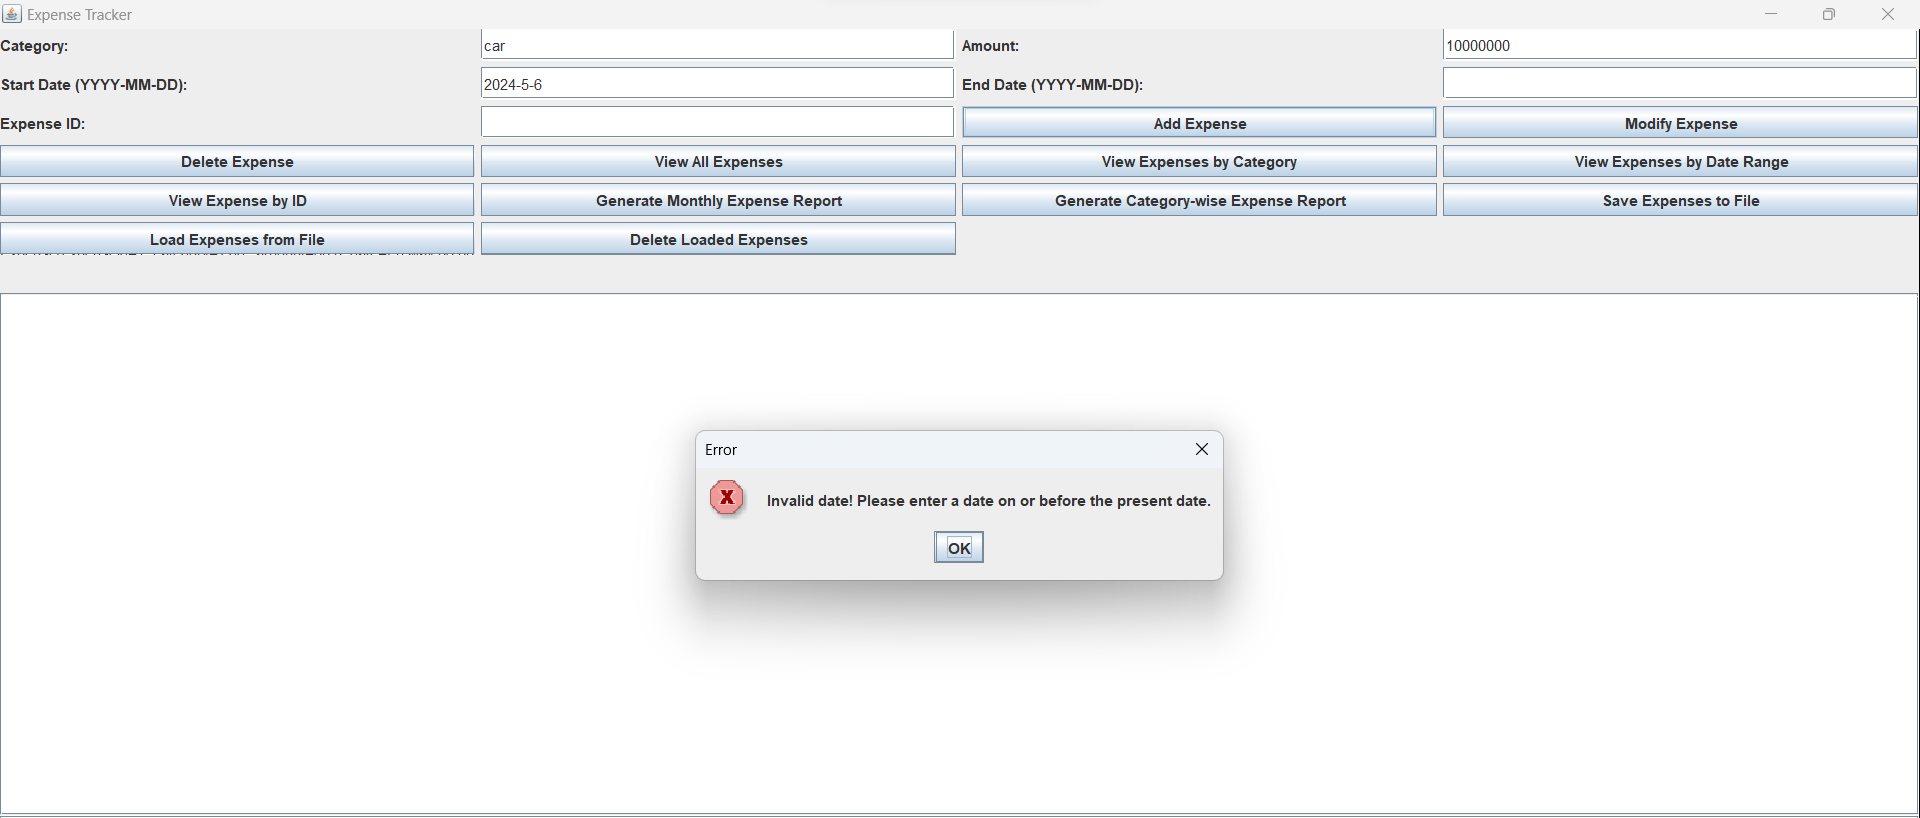 Expense Tracker
Category: car Amount: 10000000
Start Date (YYYY-MM-DD): 2024-5-6 End Date (YYYY-MM-DD):
Expense ID: Add Expense Modify Expense
Delete Expense View All Expenses View Expenses by Category View Expenses by Date Range
View Expense by ID Generate Monthly Expense Report Generate Category-wise Expense Report Save Expenses to File
Load Expenses from File Delete Loaded Expenses
Error
X Invalid date! Please enter a date on or before the present date.
OK